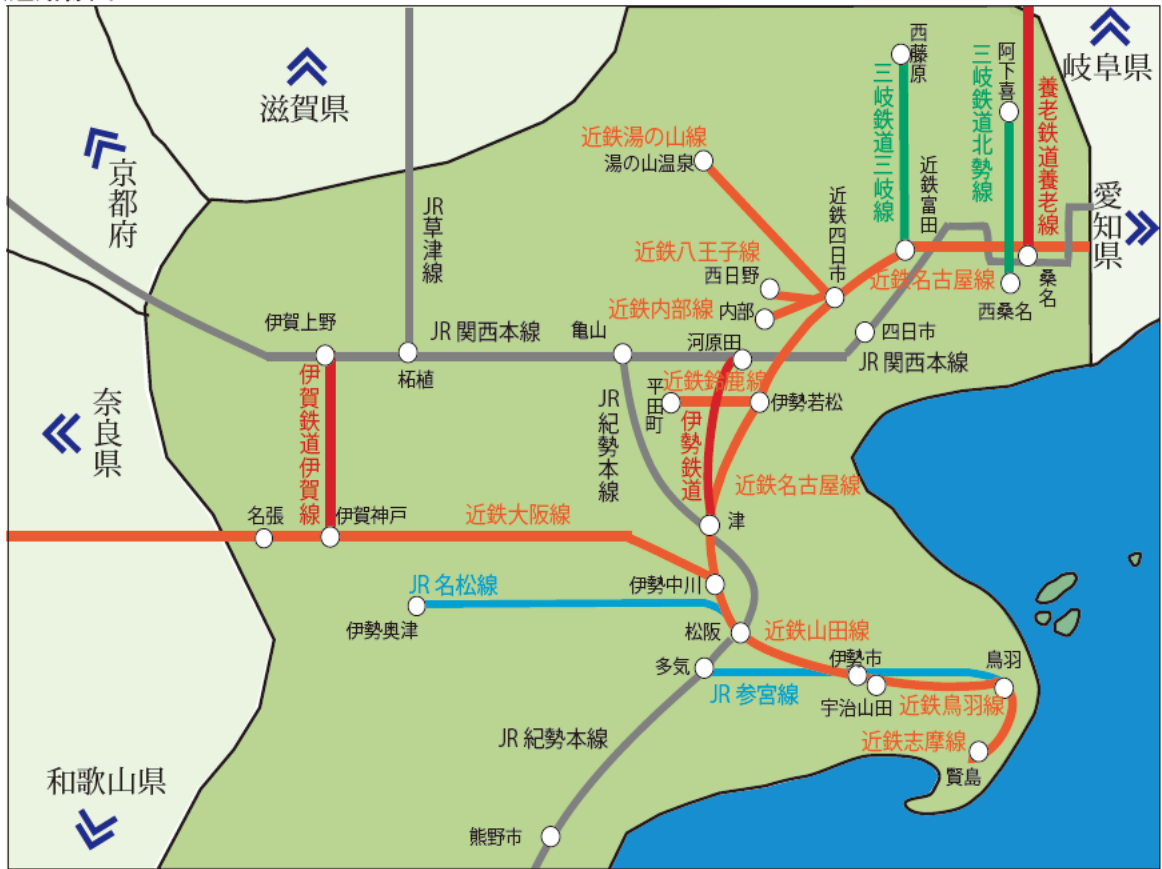 滋賀県
京都府
奈良県
和歌山県
岐阜県
愛知県
JR草津線
近鉄湯の山線
湯の山温泉
西藤原
三岐鉄道三岐線
近鉄富田
阿下喜
三岐鉄道北勢線
養老鉄道養老線
近鉄四日市
近鉄八王子線
西日野
近鉄内部線
内部
近鉄名古屋線
西桑名
桑名
伊賀上野
JR 関西本線
柘植
亀山
河原田
四日市
JR 関西本線
近鉄鈴鹿線
平田町
伊勢若松
伊賀鉄道伊賀線
JR紀勢本線
伊勢鉄道
近鉄名古屋線
名張
伊賀神戸
近鉄大阪線
津
JR 名松線
伊勢中川
伊勢奥津
松阪
近鉄山田線
多気
JR 参宮線
伊勢市
宇治山田
鳥羽
近鉄鳥羽線
近鉄志摩線
賢島
JR 紀勢本線
熊野市